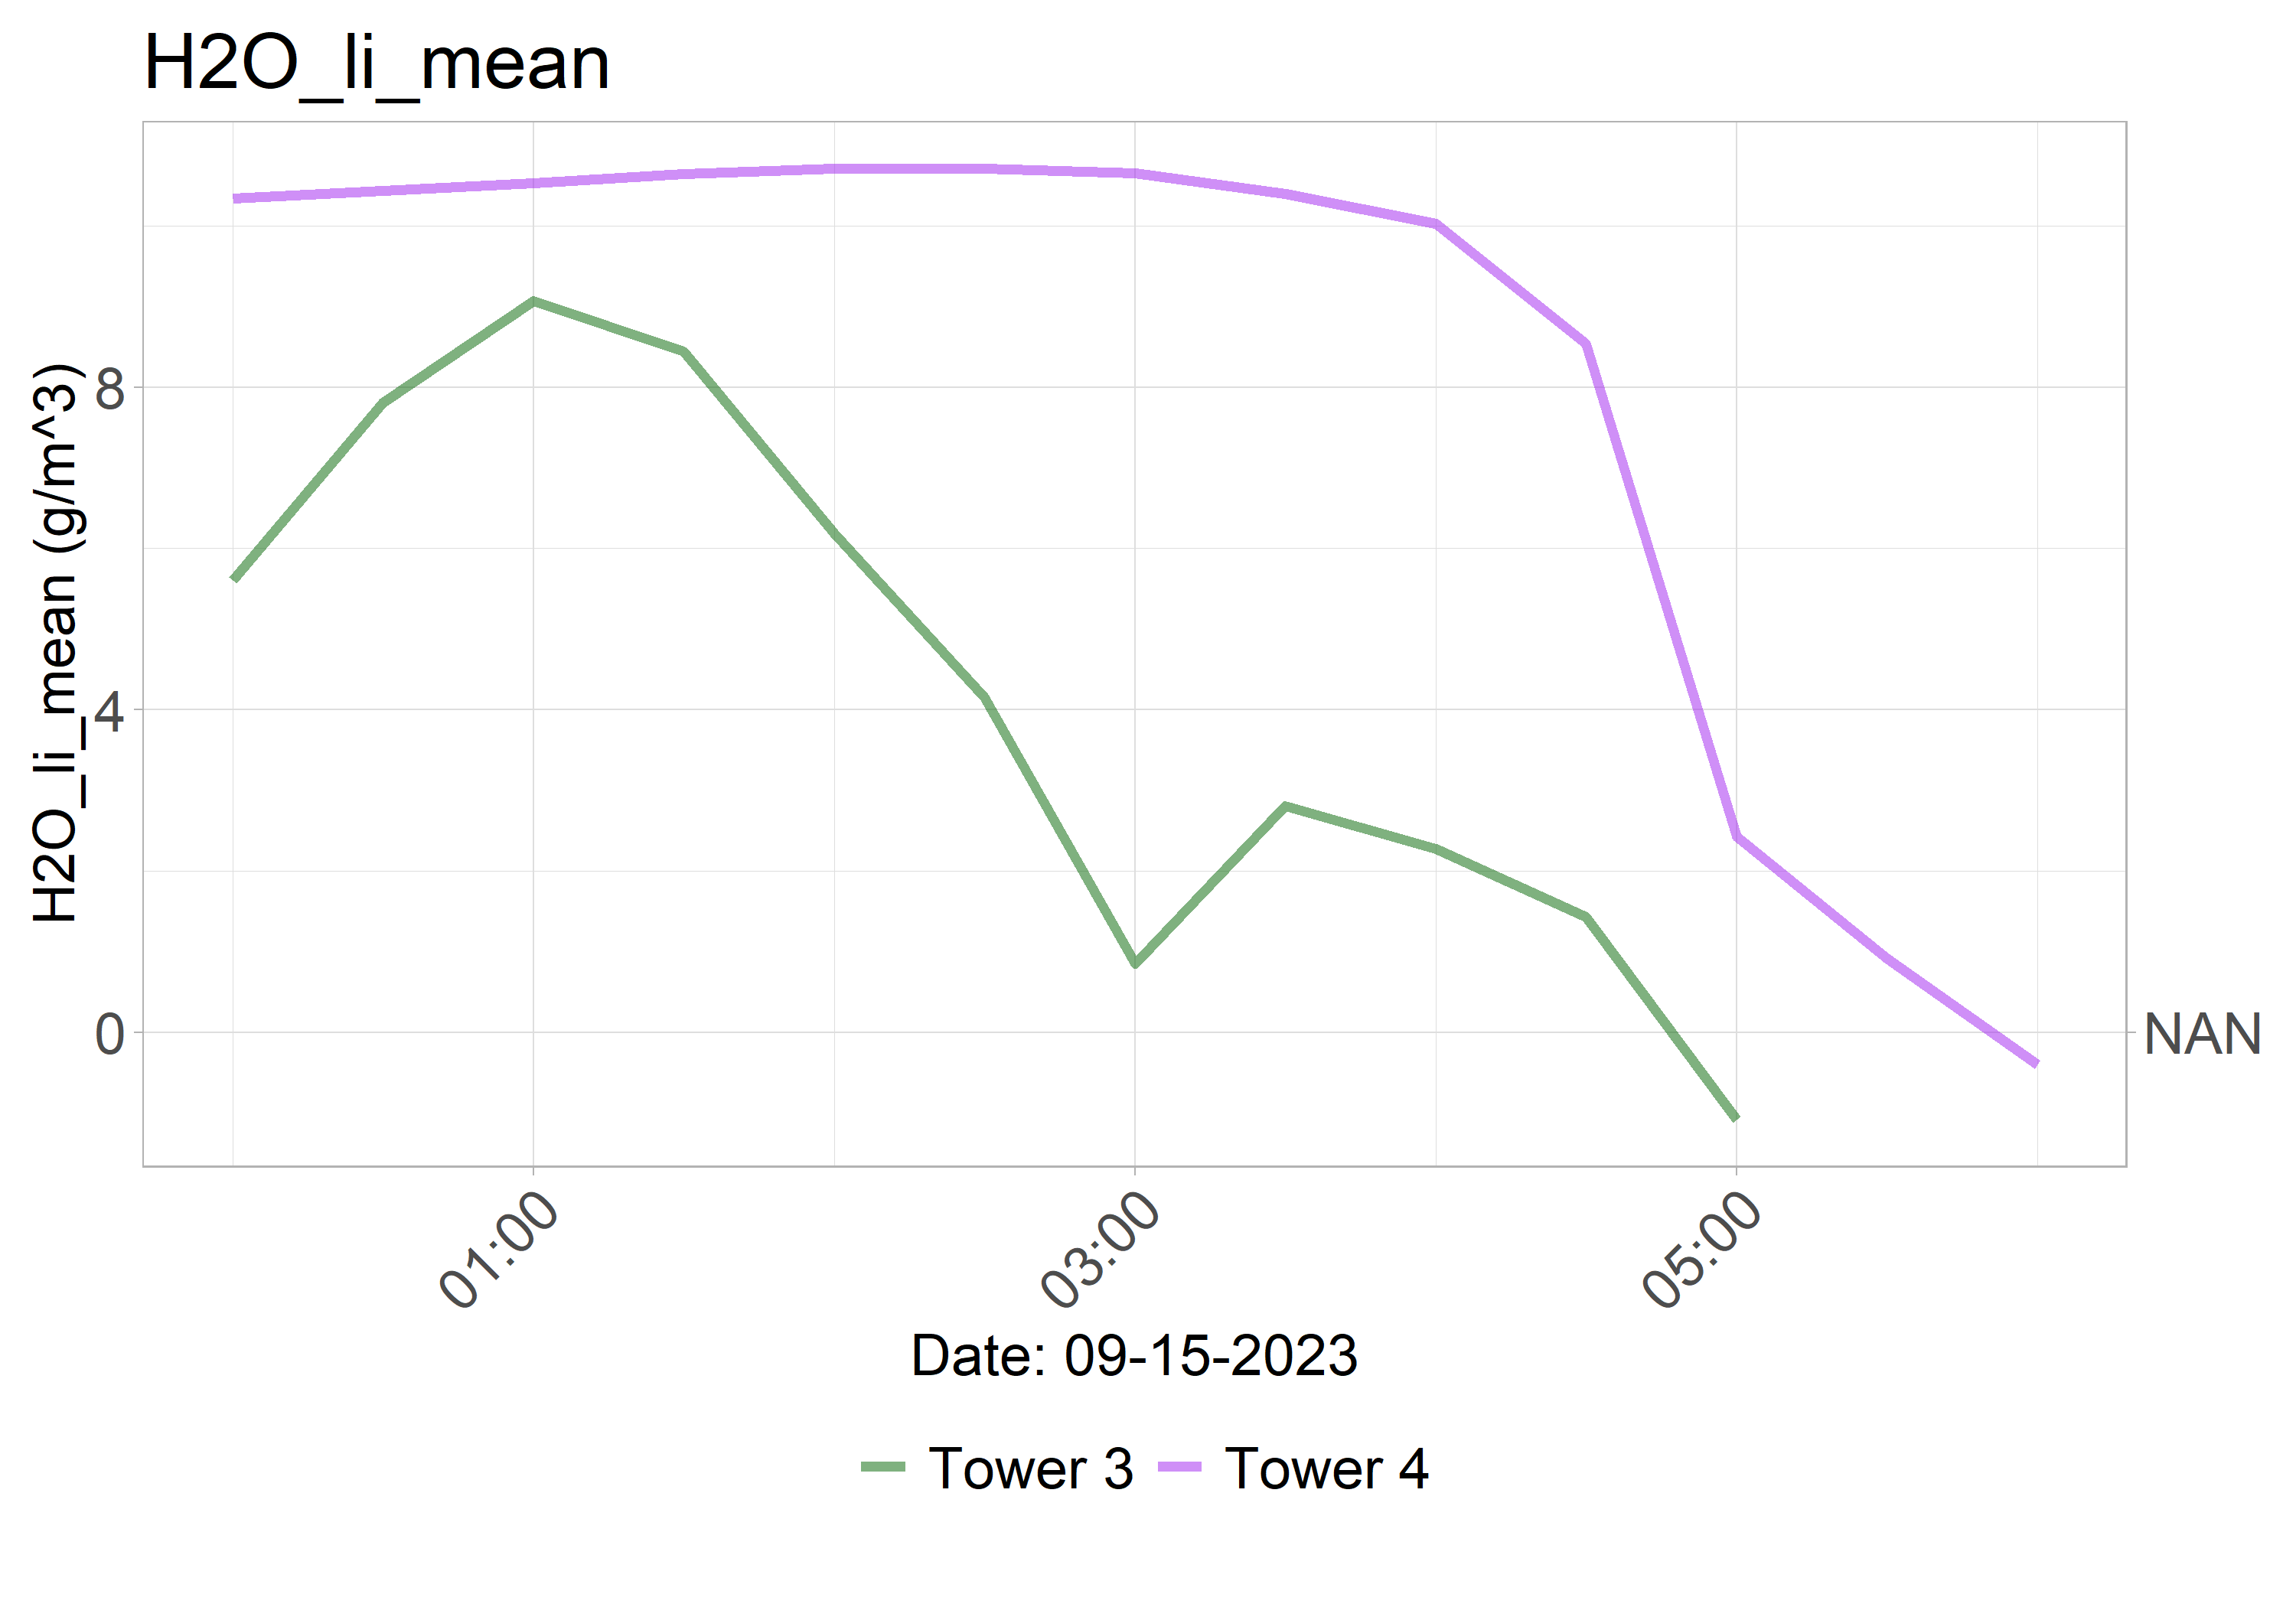 H2O_li_mean
H2O_li_mean (g/m^3)
8
4
0
NAN
01:00
03:00
05:00
Date: 09-15-2023
Tower 3
Tower 4